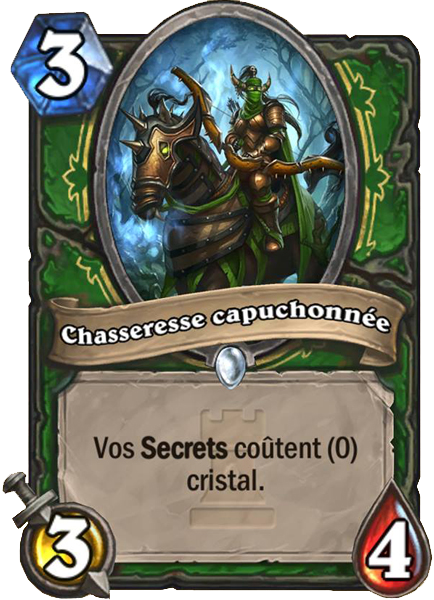 3
Chasseresse capuchonnée
Vos Secrets coûtent (0)
cristal.
3
4